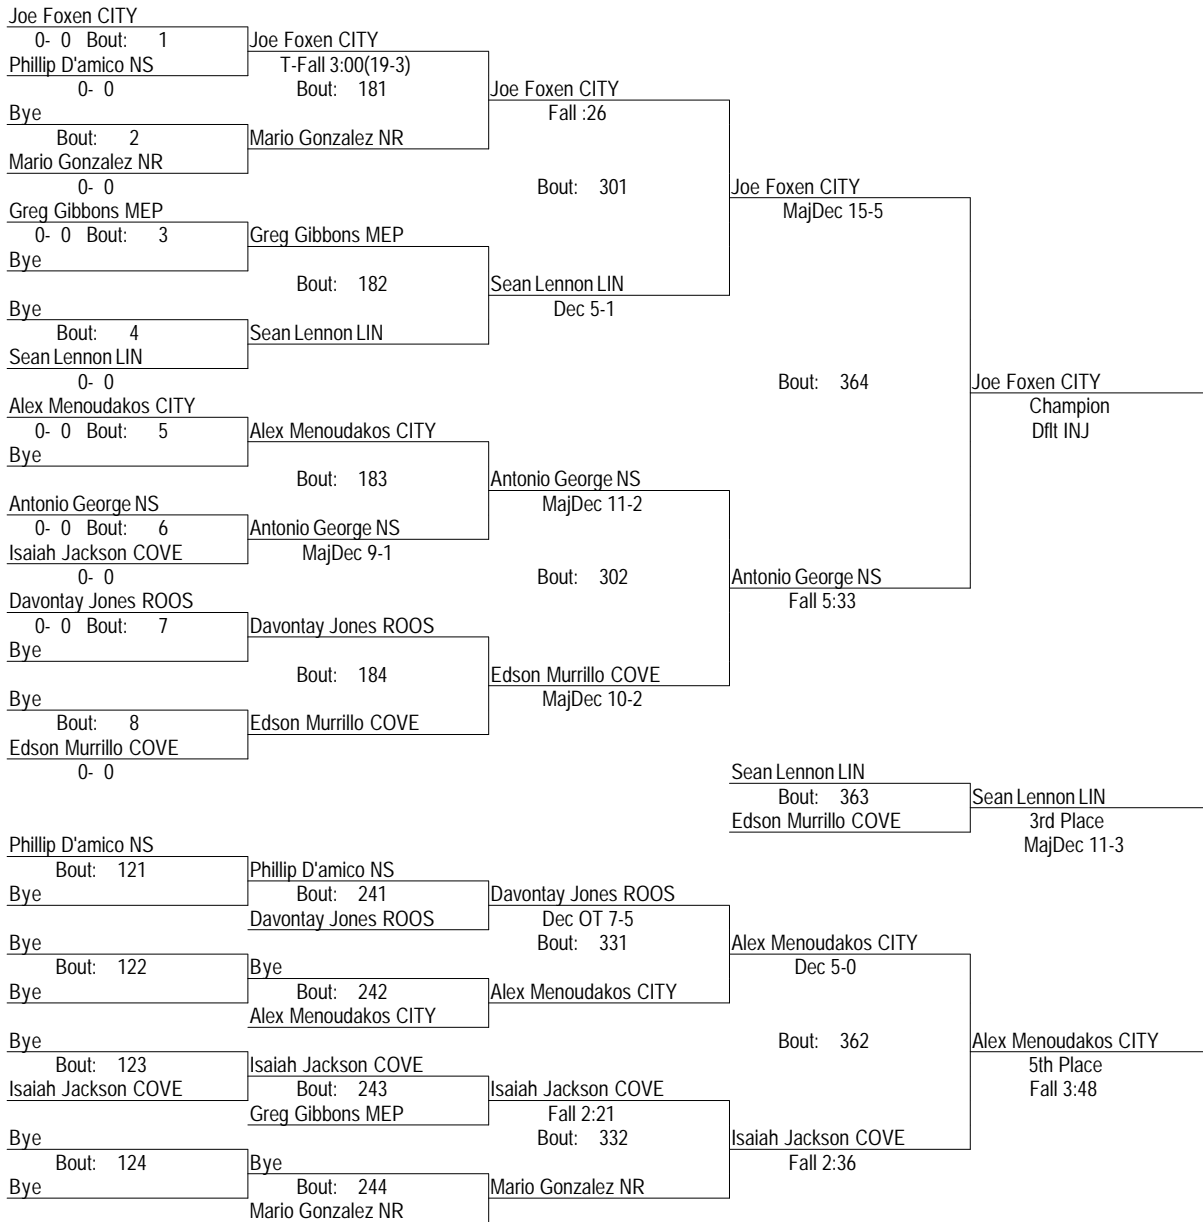 Joe Foxen CITY
0- 0 Bout: 1
Joe Foxen CITY
Phillip D'amico NS
T-Fall 3:00(19-3)
0- 0
Bout: 181
Joe Foxen CITY
Bye
Fall :26
Bout: 2
Mario Gonzalez NR
Mario Gonzalez NR
0- 0
Bout: 301
Joe Foxen CITY
Greg Gibbons MEP
MajDec 15-5
0- 0 Bout: 3
Greg Gibbons MEP
Bye
Bout: 182
Sean Lennon LIN
Bye
Dec 5-1
Bout: 4
Sean Lennon LIN
Sean Lennon LIN
0- 0
Bout: 364
Joe Foxen CITY
Alex Menoudakos CITY
Champion
0- 0 Bout: 5
Alex Menoudakos CITY
Dflt INJ
Bye
Bout: 183
Antonio George NS
Antonio George NS
MajDec 11-2
0- 0 Bout: 6
Antonio George NS
Isaiah Jackson COVE
MajDec 9-1
0- 0
Bout: 302
Antonio George NS
Davontay Jones ROOS
Fall 5:33
0- 0 Bout: 7
Davontay Jones ROOS
Bye
Bout: 184
Edson Murrillo COVE
Bye
MajDec 10-2
Bout: 8
Edson Murrillo COVE
Edson Murrillo COVE
0- 0
Sean Lennon LIN
Bout: 363
Sean Lennon LIN
Edson Murrillo COVE
3rd Place
MajDec 11-3
Phillip D'amico NS
Bout: 121
Phillip D'amico NS
Bye
Bout: 241
Davontay Jones ROOS
Davontay Jones ROOS
Dec OT 7-5
Bye
Bout: 331
Alex Menoudakos CITY
Bout: 122
Bye
Dec 5-0
Bye
Bout: 242
Alex Menoudakos CITY
Alex Menoudakos CITY
Bye
Bout: 362
Alex Menoudakos CITY
Bout: 123
Isaiah Jackson COVE
5th Place
Isaiah Jackson COVE
Bout: 243
Isaiah Jackson COVE
Fall 3:48
Greg Gibbons MEP
Fall 2:21
Bye
Bout: 332
Isaiah Jackson COVE
Bout: 124
Bye
Fall 2:36
Bye
Bout: 244
Mario Gonzalez NR
Mario Gonzalez NR